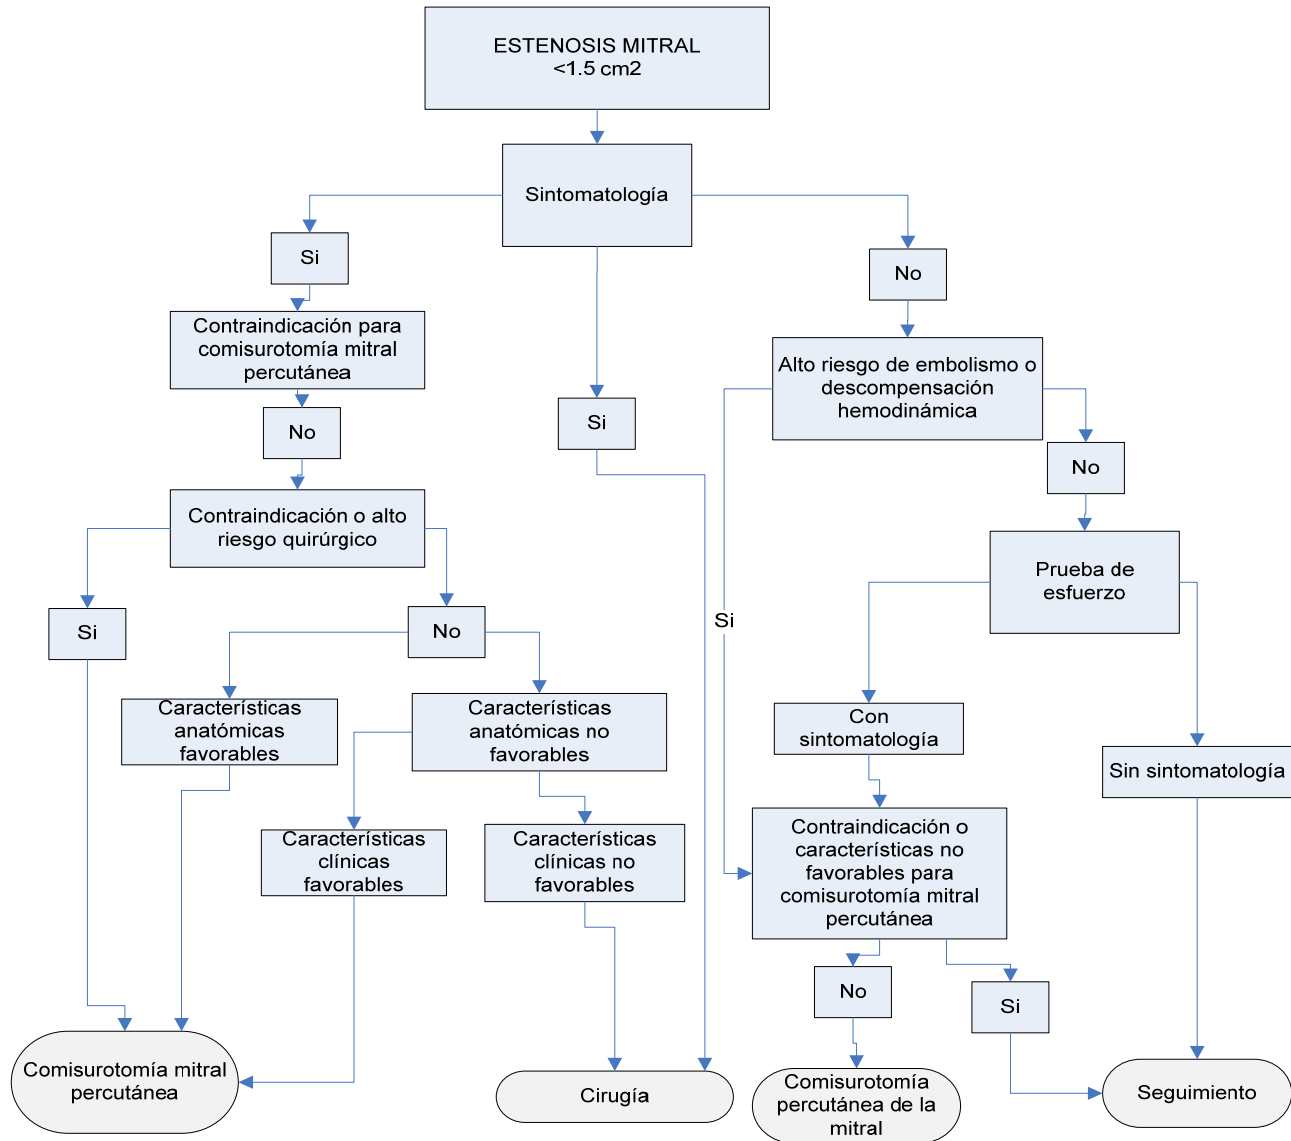 ESTENOSIS MITRAL
<1.5 cm2
Sintomatología
Si
No
Contraindicación para
comisurotomía mitral
percutánea
Alto riesgo de embolismo o
descompensación
hemodinámica
Si
No
No
Contraindicación o alto
riesgo quirúrgico
Prueba de
esfuerzo
Si
No
Si
Características
anatómicas
favorables
Características
anatómicas no
favorables
Con
sintomatología
Sin sintomatología
Características
clínicas
favorables
Características
clínicas no
favorables
Contraindicación o
características no
favorables para
comisurotomía mitral
percutánea
No
Si
Comisurotomía mitral
percutánea
Cirugía
Comisurotomía
percutánea de la
mitral
Seguimiento